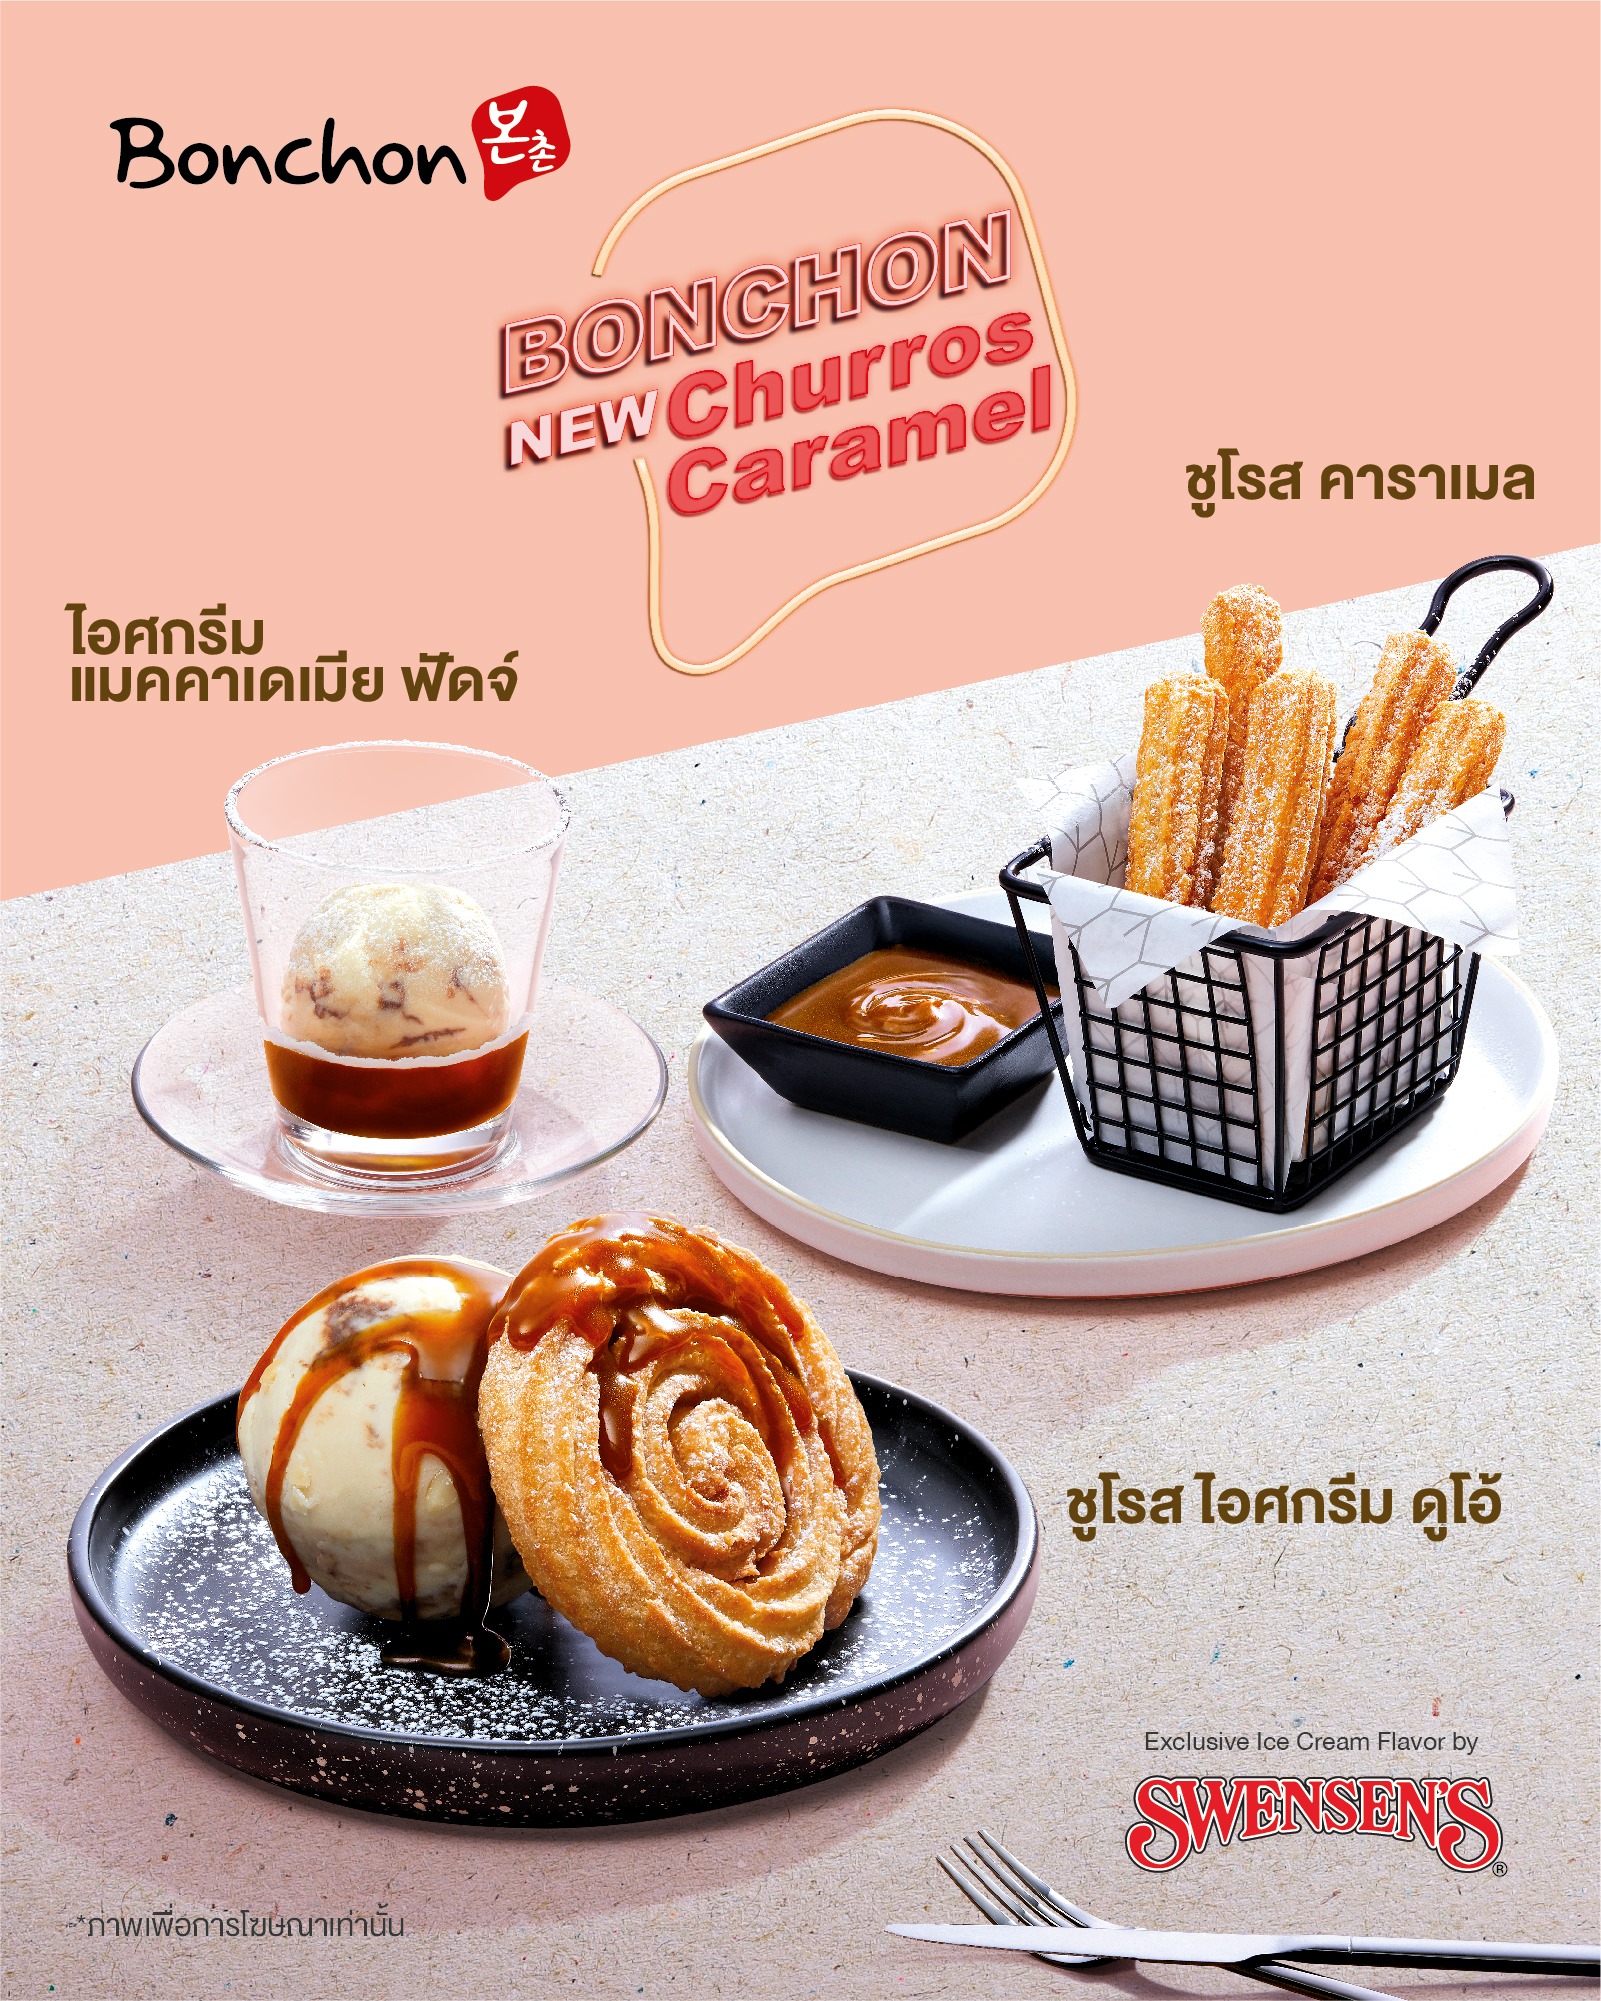 Bonchon 본촌
BONCHON
NEW Churros
Caramel
ชูโรส คาราเมล
ไอศกรีม
แมคคาเดเมีย ฟัดจ์
ชูโรส ไอศกรีม ดูโอ้
Exclusive Ice Cream Flavor by
SWENSEN'S®
*ภาพเพื่อการโฆษณาเท่านั้น